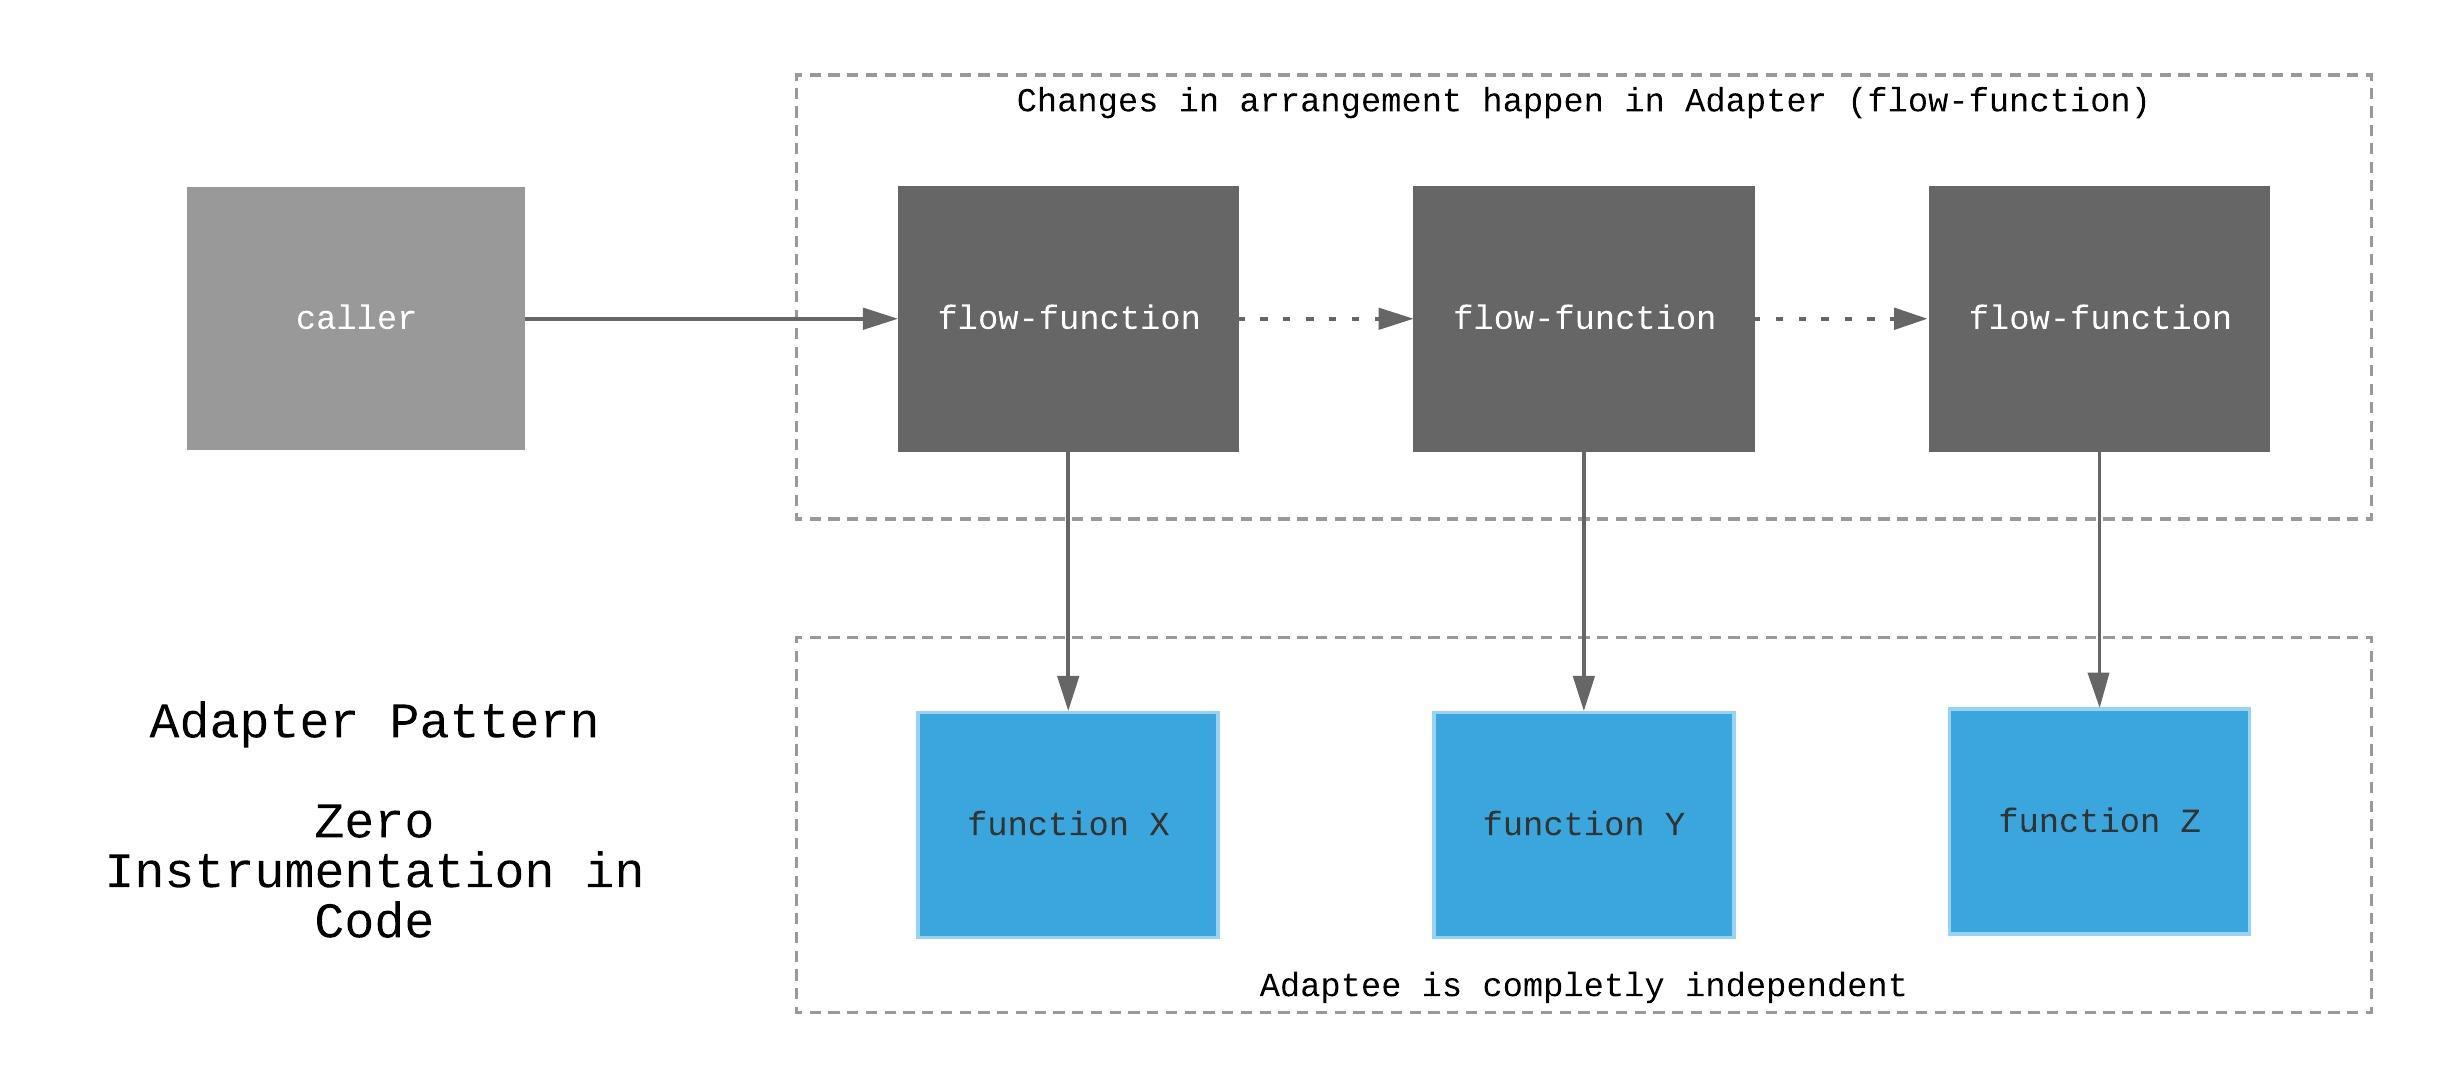 Changes in arrangement happen in Adapter (flow-function)
caller
flow-function
flow-function
flow-function
Adapter Pattern
Zero
Instrumentation in
Code
function X
function Y
function Z
Adaptee is completly independent